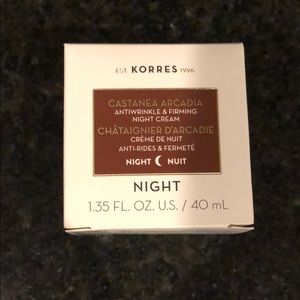 EST. KORRES 1996
CASTANEA ARCADIA
ANTIWRINKLE & FIRMING
NIGHT CREAM
CHÂTAIGNIER D'ARCADIE
CRÈME DE NUIT
ANTI-RIDES & FERMETÉ
NIGHT NUIT
NIGHT
1.35 FL. OZ. U.S. / 40 mL